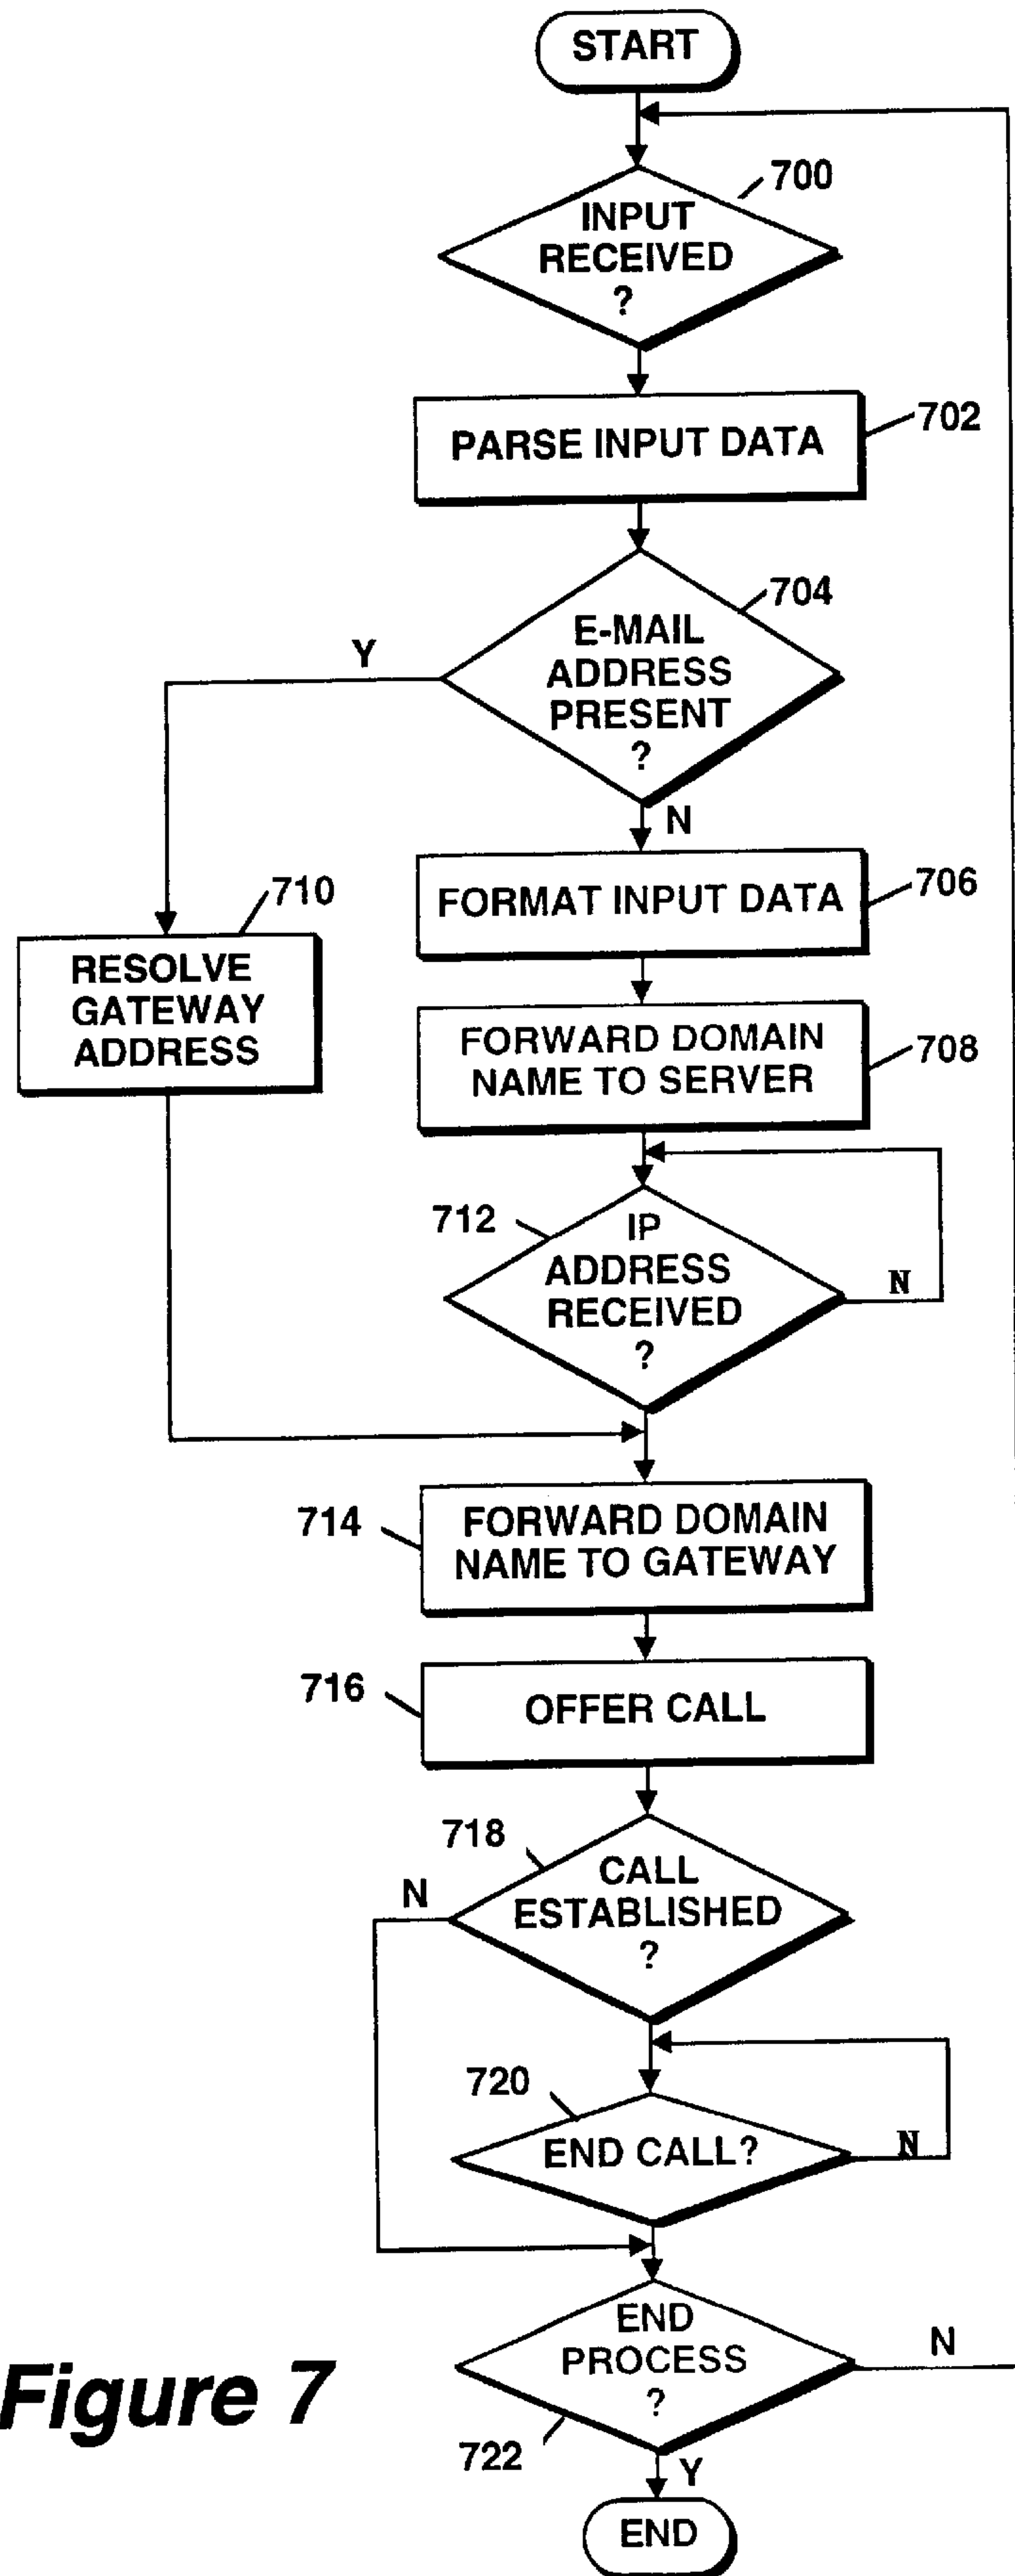 START
700
INPUT
RECEIVED
?
PARSE INPUT DATA
702
704
E-MAIL
ADDRESS
PRESENT
?
Y
N
FORMAT INPUT DATA
706
710
RESOLVE
GATEWAY
ADDRESS
FORWARD DOMAIN
NAME TO SERVER
708
712
IP
ADDRESS
RECEIVED
?
N
714
FORWARD DOMAIN
NAME TO GATEWAY
716
OFFER CALL
718
CALL
ESTABLISHED
?
N
720
END CALL?
N
END
PROCESS
?
N
722
Y
END
Figure 7